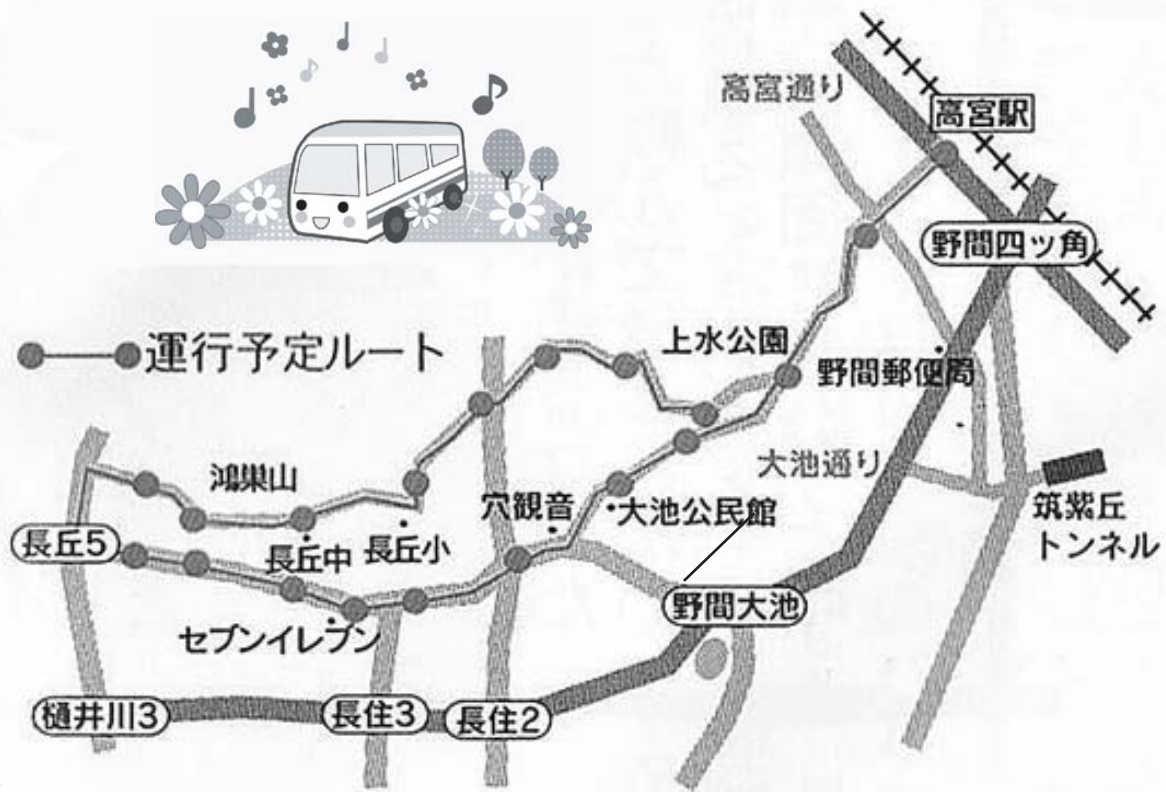 高宮通り
高宮駅
野間四ッ角
運行予定ルート
上水公園
野間郵便局
大池通り
鴻巣山
穴観音
大池公民館
筑紫丘
トンネル
長丘5
長丘中
長丘小
セブンイレブン
野間大池
樋井川3
長住3
長住2